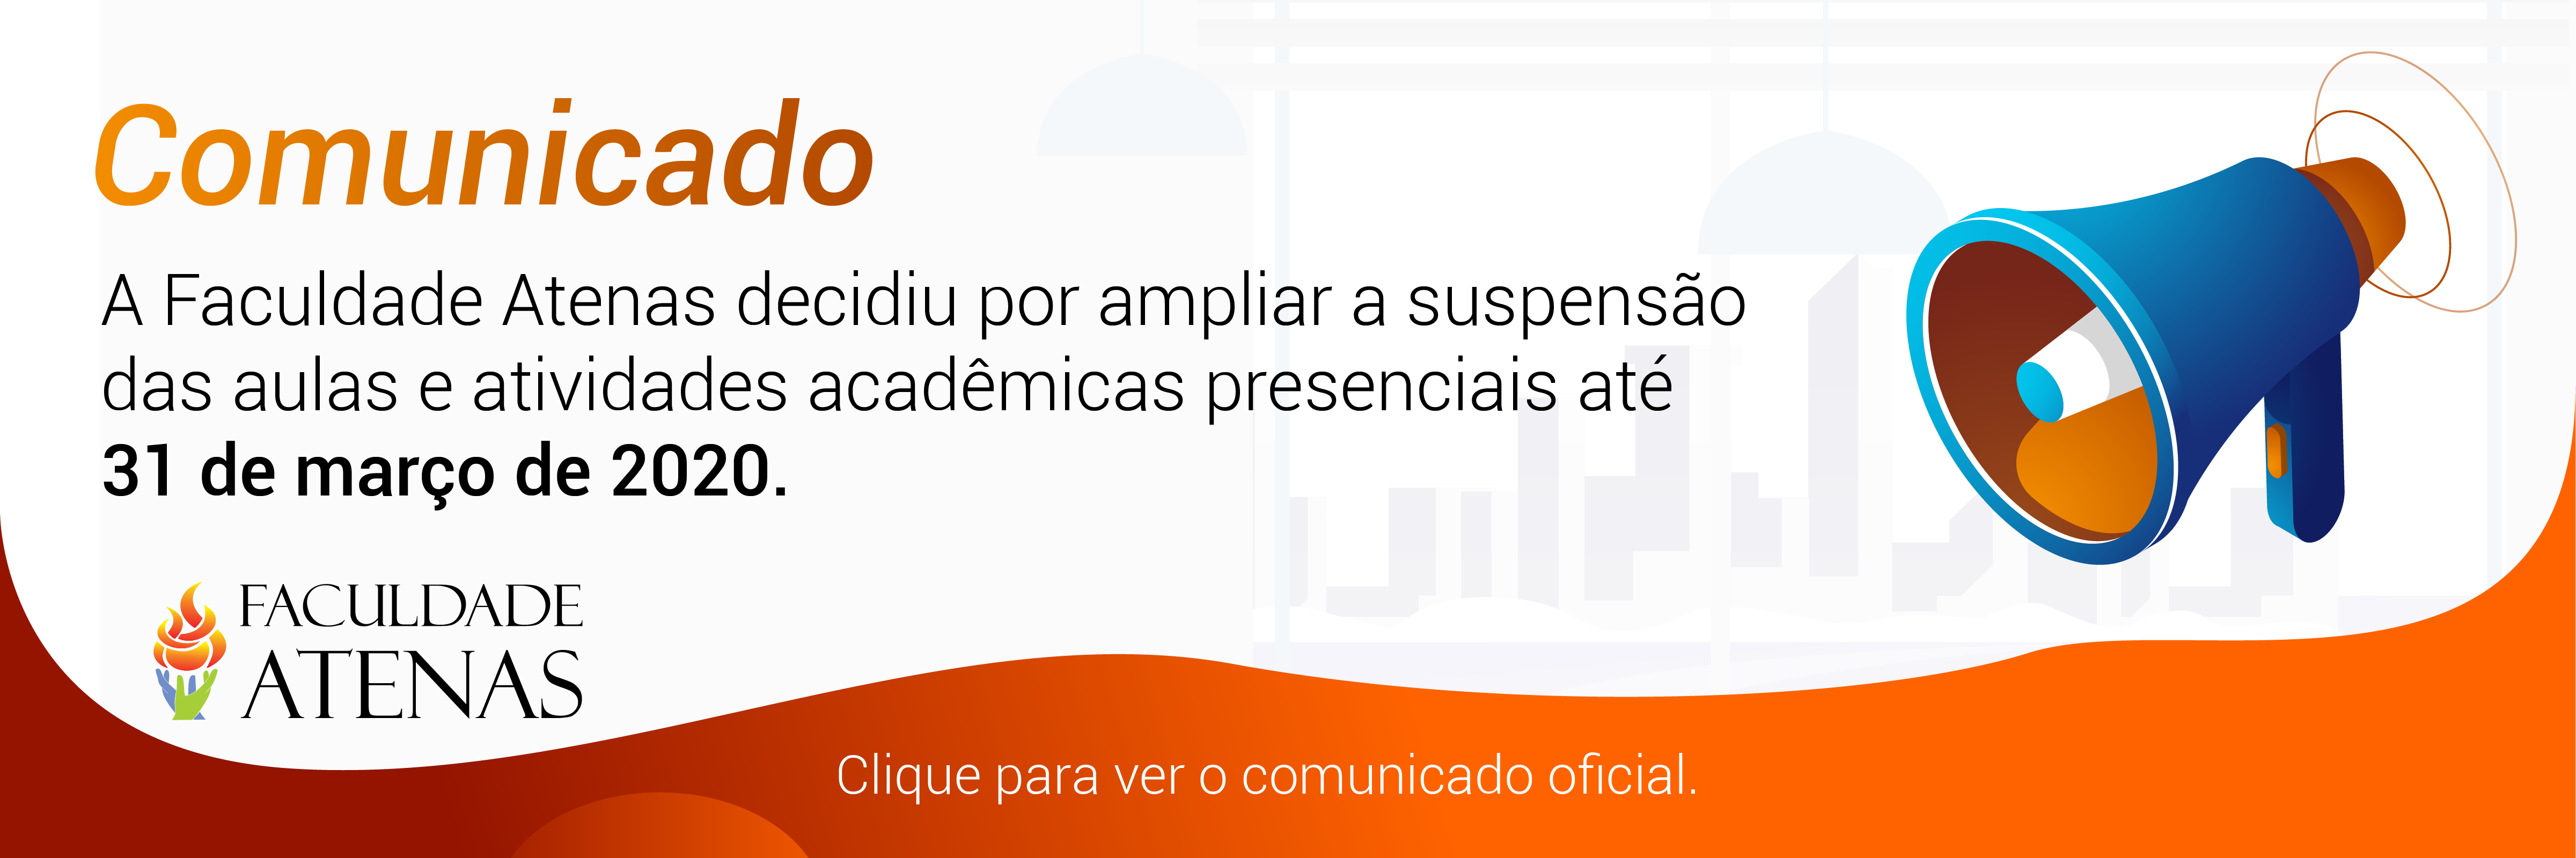 Comunicado
A Faculdade Atenas decidiu por ampliar a suspensão
das aulas e atividades acadêmicas presenciais até
31 de março de 2020.
FACULDADE
ATENAS
Clique para ver o comunicado oficial.